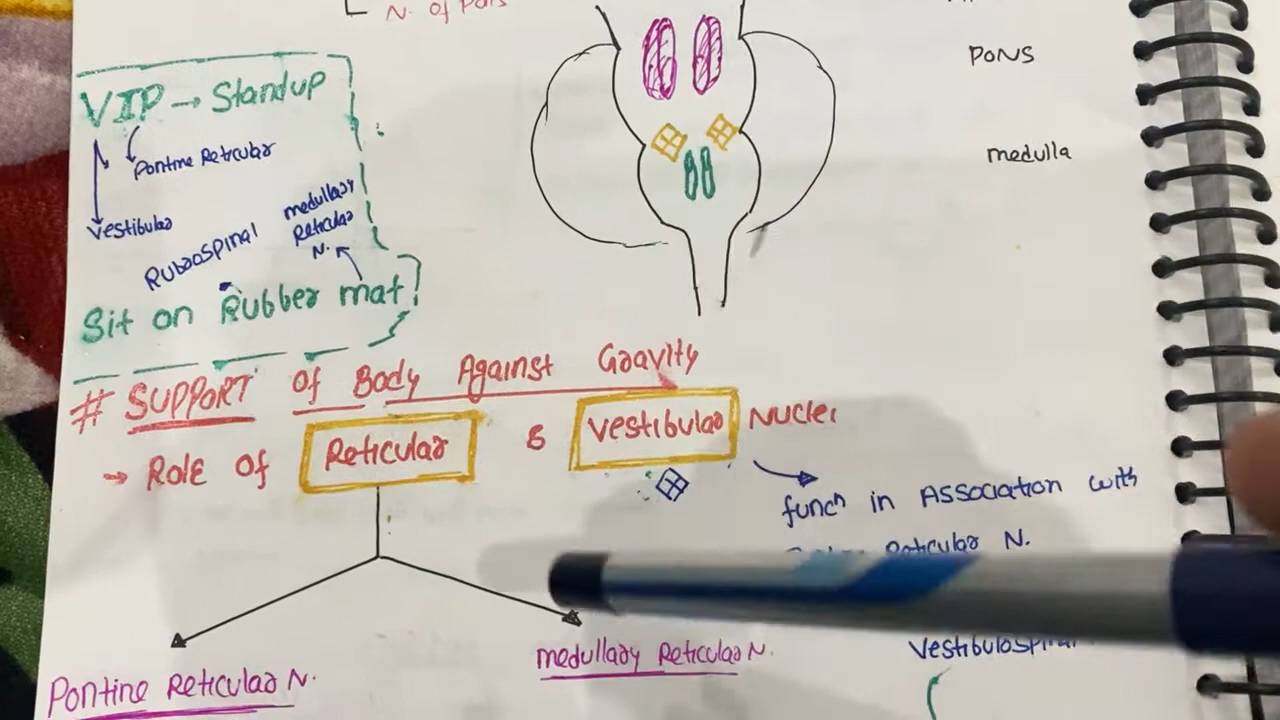 N. of Pons
PONS
medulla
VIP → Standup
Pontine Reticular
Vestibular
Rubrospinal
medullary
Reticular
N.
Sit on Rubber mat!
# SUPPORT of Body Against Gravity
→ Role of Reticular & Vestibular Nuclei
funcn in Association with
Reticular N.
medullary Reticular N.
Vestibulospinal
Pontine Reticular N.